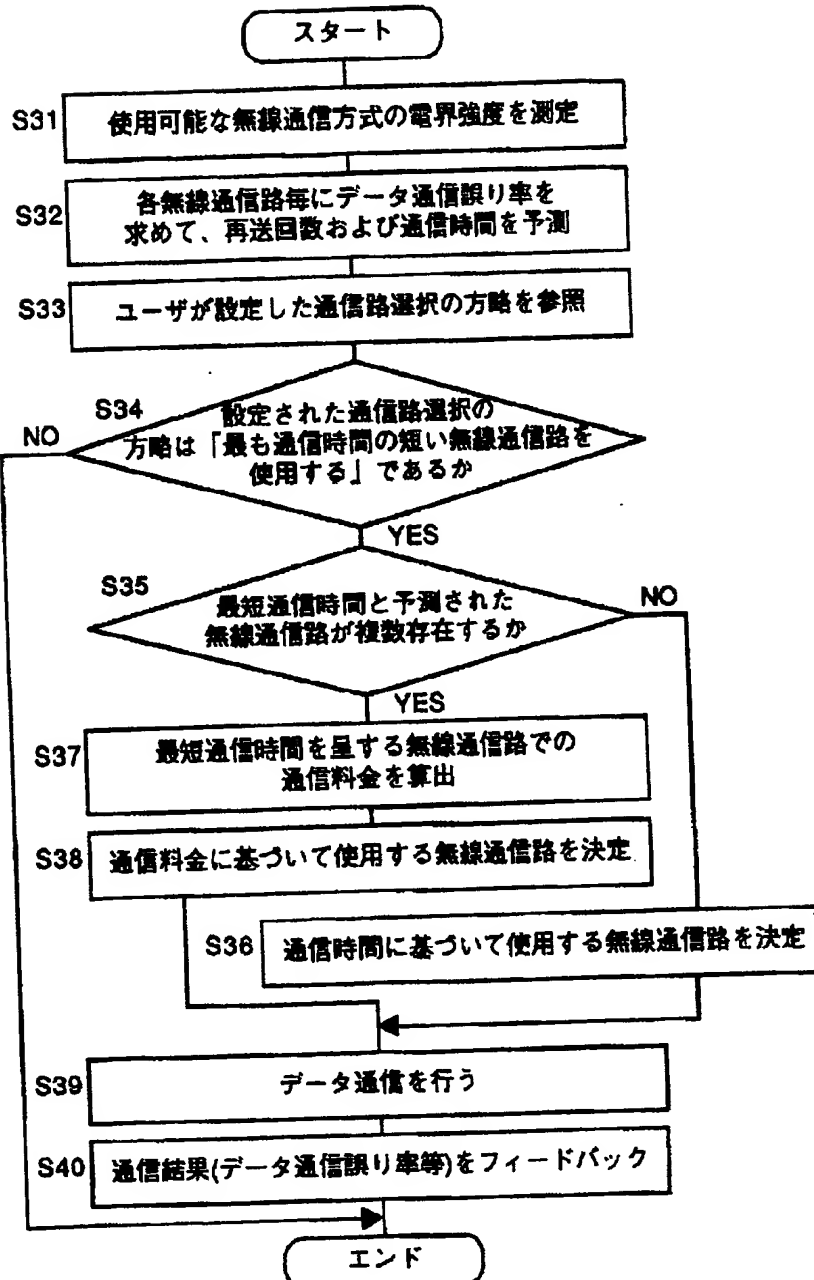 スタート
S31
使用可能な無線通信方式の電界強度を測定
S32
各無線通信路毎にデータ通信誤り率を
求めて、再送回数および通信時間を予測
S33
ユーザが設定した通信路選択の方略を参照
S34
設定された通信路選択の
方略は「最も通信時間の短い無線通信路を
使用する」であるか
NO
YES
S35
最短通信時間と予測された
無線通信路が複数存在するか
NO
YES
S37
最短通信時間を呈する無線通信路での
通信料金を算出
S38
通信料金に基づいて使用する無線通信路を決定
S36
通信時間に基づいて使用する無線通信路を決定
S39
データ通信を行う
S40
通信結果(データ通信誤り率等)をフィードバック
エンド